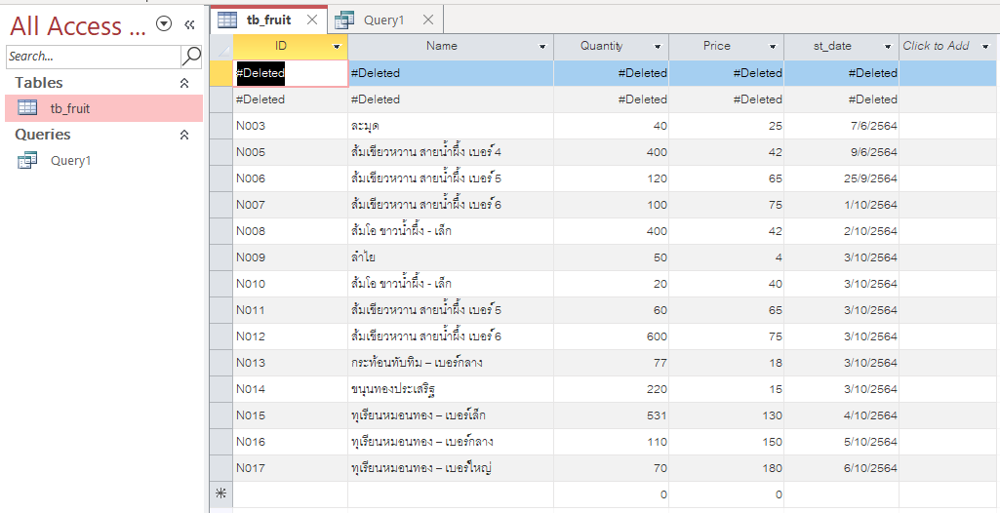 All Access ...
Search...
Tables
tb_fruit
Queries
Query1
tb_fruit Query1
ID Name Quantity Price st_date Click to Add
#Deleted #Deleted #Deleted #Deleted #Deleted
#Deleted #Deleted #Deleted #Deleted #Deleted
N003 ละมุด 40 25 7/6/2564
N005 ส้มเขียวหวาน สายน้ำผึ้ง เบอร์ 4 400 42 9/6/2564
N006 ส้มเขียวหวาน สายน้ำผึ้ง เบอร์ 5 120 65 25/9/2564
N007 ส้มเขียวหวาน สายน้ำผึ้ง เบอร์ 6 100 75 1/10/2564
N008 ส้มโอ ขาวน้ำผึ้ง - เล็ก 400 42 2/10/2564
N009 ลำไย 50 4 3/10/2564
N010 ส้มโอ ขาวน้ำผึ้ง - เล็ก 20 40 3/10/2564
N011 ส้มเขียวหวาน สายน้ำผึ้ง เบอร์ 5 60 65 3/10/2564
N012 ส้มเขียวหวาน สายน้ำผึ้ง เบอร์ 6 600 75 3/10/2564
N013 กระท้อนทับทิม – เบอร์กลาง 77 18 3/10/2564
N014 ขนุนทองประเสริฐ 220 15 3/10/2564
N015 ทุเรียนหมอนทอง – เบอร์เล็ก 531 130 4/10/2564
N016 ทุเรียนหมอนทอง – เบอร์กลาง 110 150 5/10/2564
N017 ทุเรียนหมอนทอง – เบอร์ใหญ่ 70 180 6/10/2564
0 0